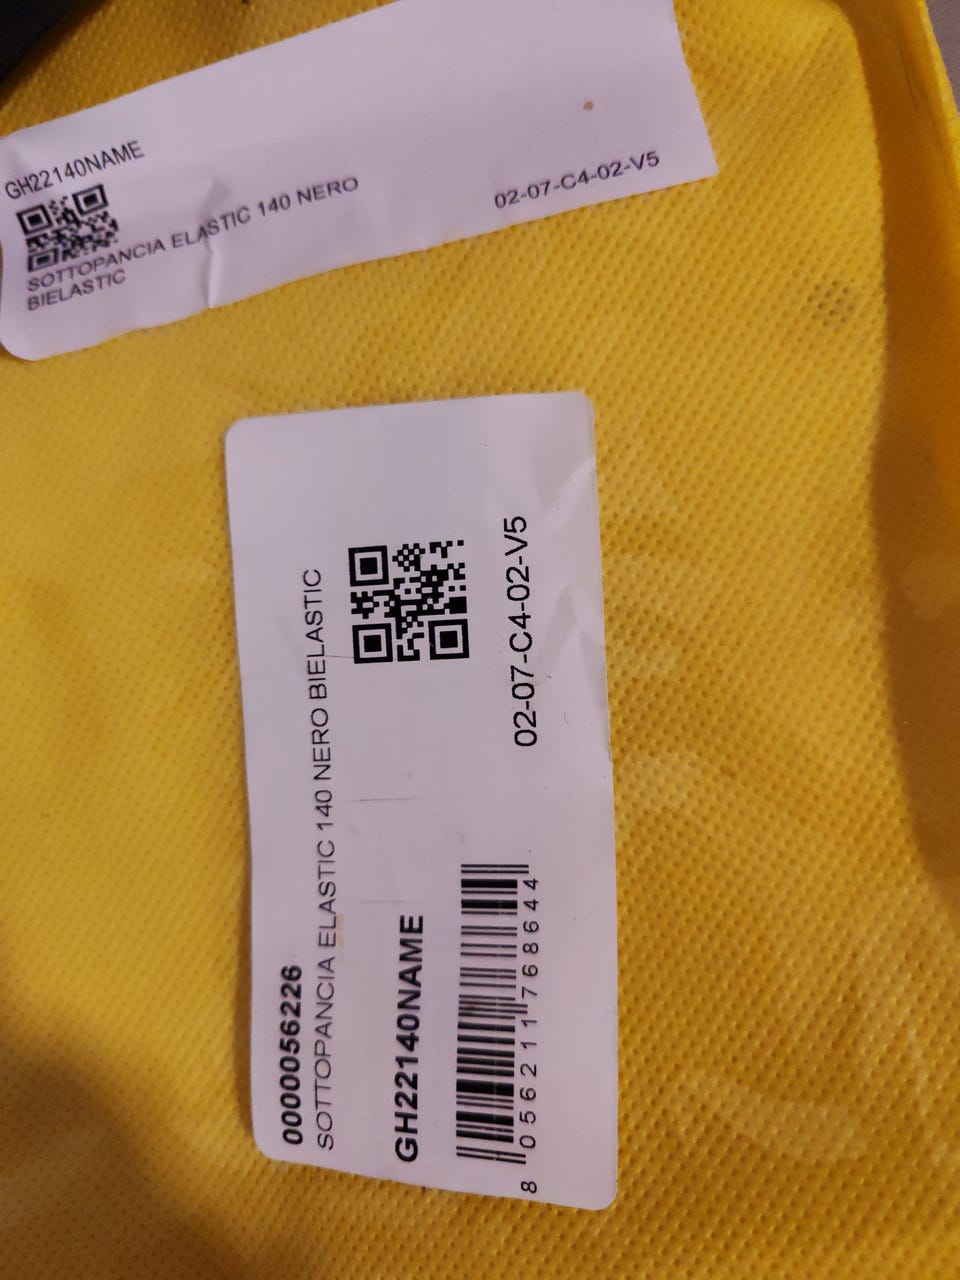 GH22140NAME
SOTTOPANCIA ELASTIC 140 NERO
BIELASTIC
02-07-C4-02-V5
0000056226
SOTTOPANCIA ELASTIC 140 NERO BIELASTIC
GH22140NAME
02-07-C4-02-V5
8 056211 768644